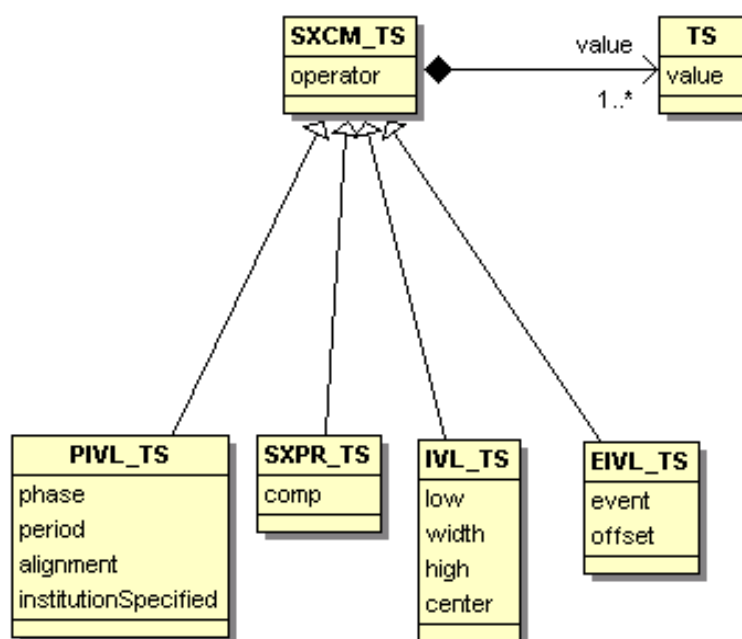 SXCM_TS
operator
value
1..*
TS
value
PIVL_TS
phase
period
alignment
institutionSpecified
SXPR_TS
comp
IVL_TS
low
width
high
center
EIVL_TS
event
offset